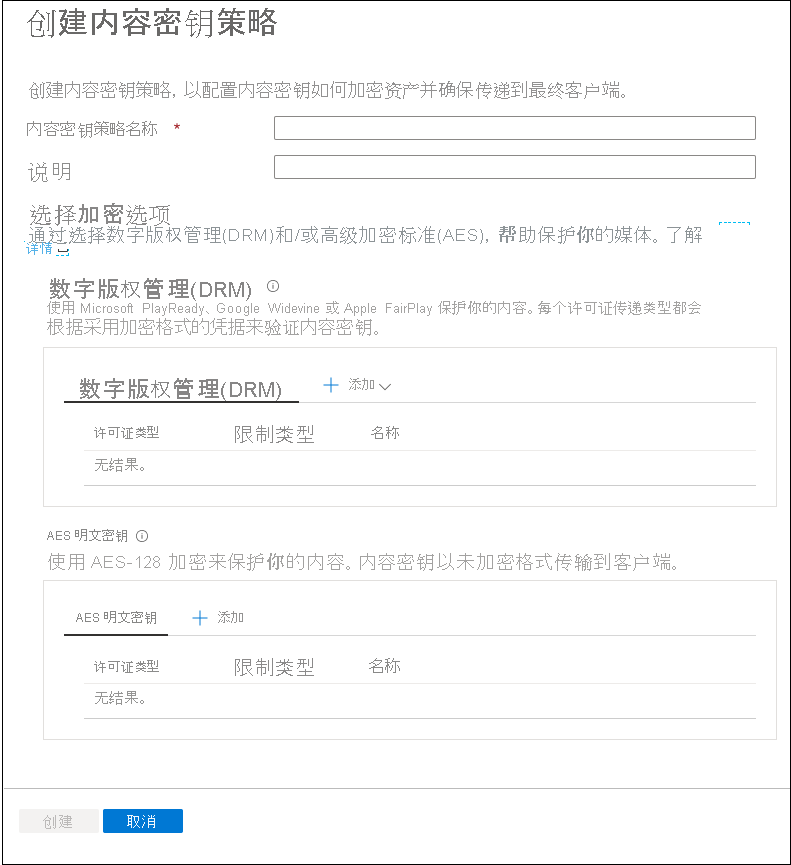 创建内容密钥策略
创建内容密钥策略，以配置内容密钥如何加密资产并确保传递到最终客户端。
内容密钥策略名称 *
说明
选择加密选项
通过选择数字版权管理(DRM)和/或高级加密标准(AES)，帮助保护你的媒体。了解
详情
数字版权管理(DRM)
使用 Microsoft PlayReady、Google Widevine 或 Apple FairPlay 保护你的内容。每个许可证传递类型都会
根据采用加密格式的凭据来验证内容密钥。
数字版权管理(DRM) + 添加
许可证类型 限制类型 名称
无结果。
AES 明文密钥
使用 AES-128 加密来保护你的内容。内容密钥以未加密格式传输到客户端。
AES 明文密钥 + 添加
许可证类型 限制类型 名称
无结果。
创建 取消